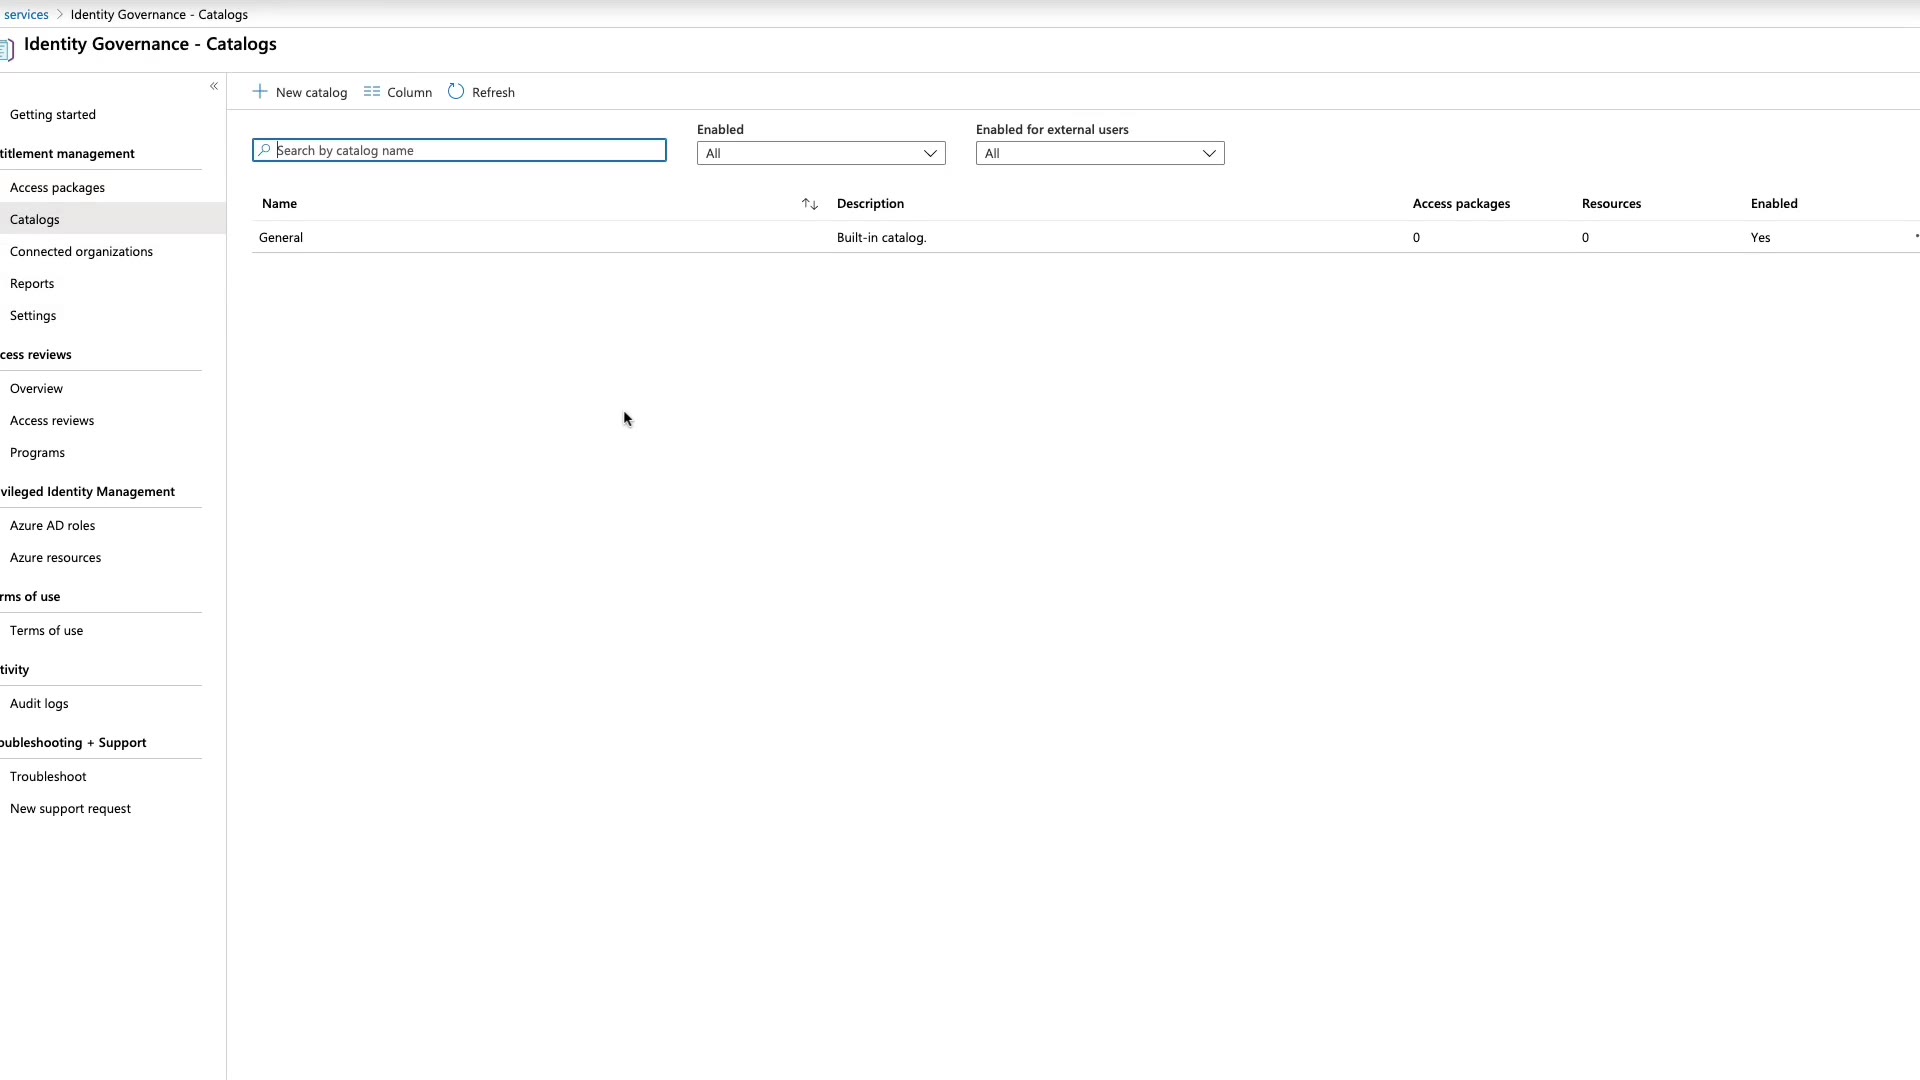 services > Identity Governance - Catalogs
Identity Governance - Catalogs
«
New catalog Column Refresh
Getting started
Enabled Enabled for external users
Search by catalog name All All
titlement management
Access packages
Name Description Access packages Resources Enabled
Catalogs
General Built-in catalog. 0 0 Yes
Connected organizations
Reports
Settings
cess reviews
Overview
Access reviews
Programs
vileged Identity Management
Azure AD roles
Azure resources
rms of use
Terms of use
tivity
Audit logs
oubleshooting + Support
Troubleshoot
New support request